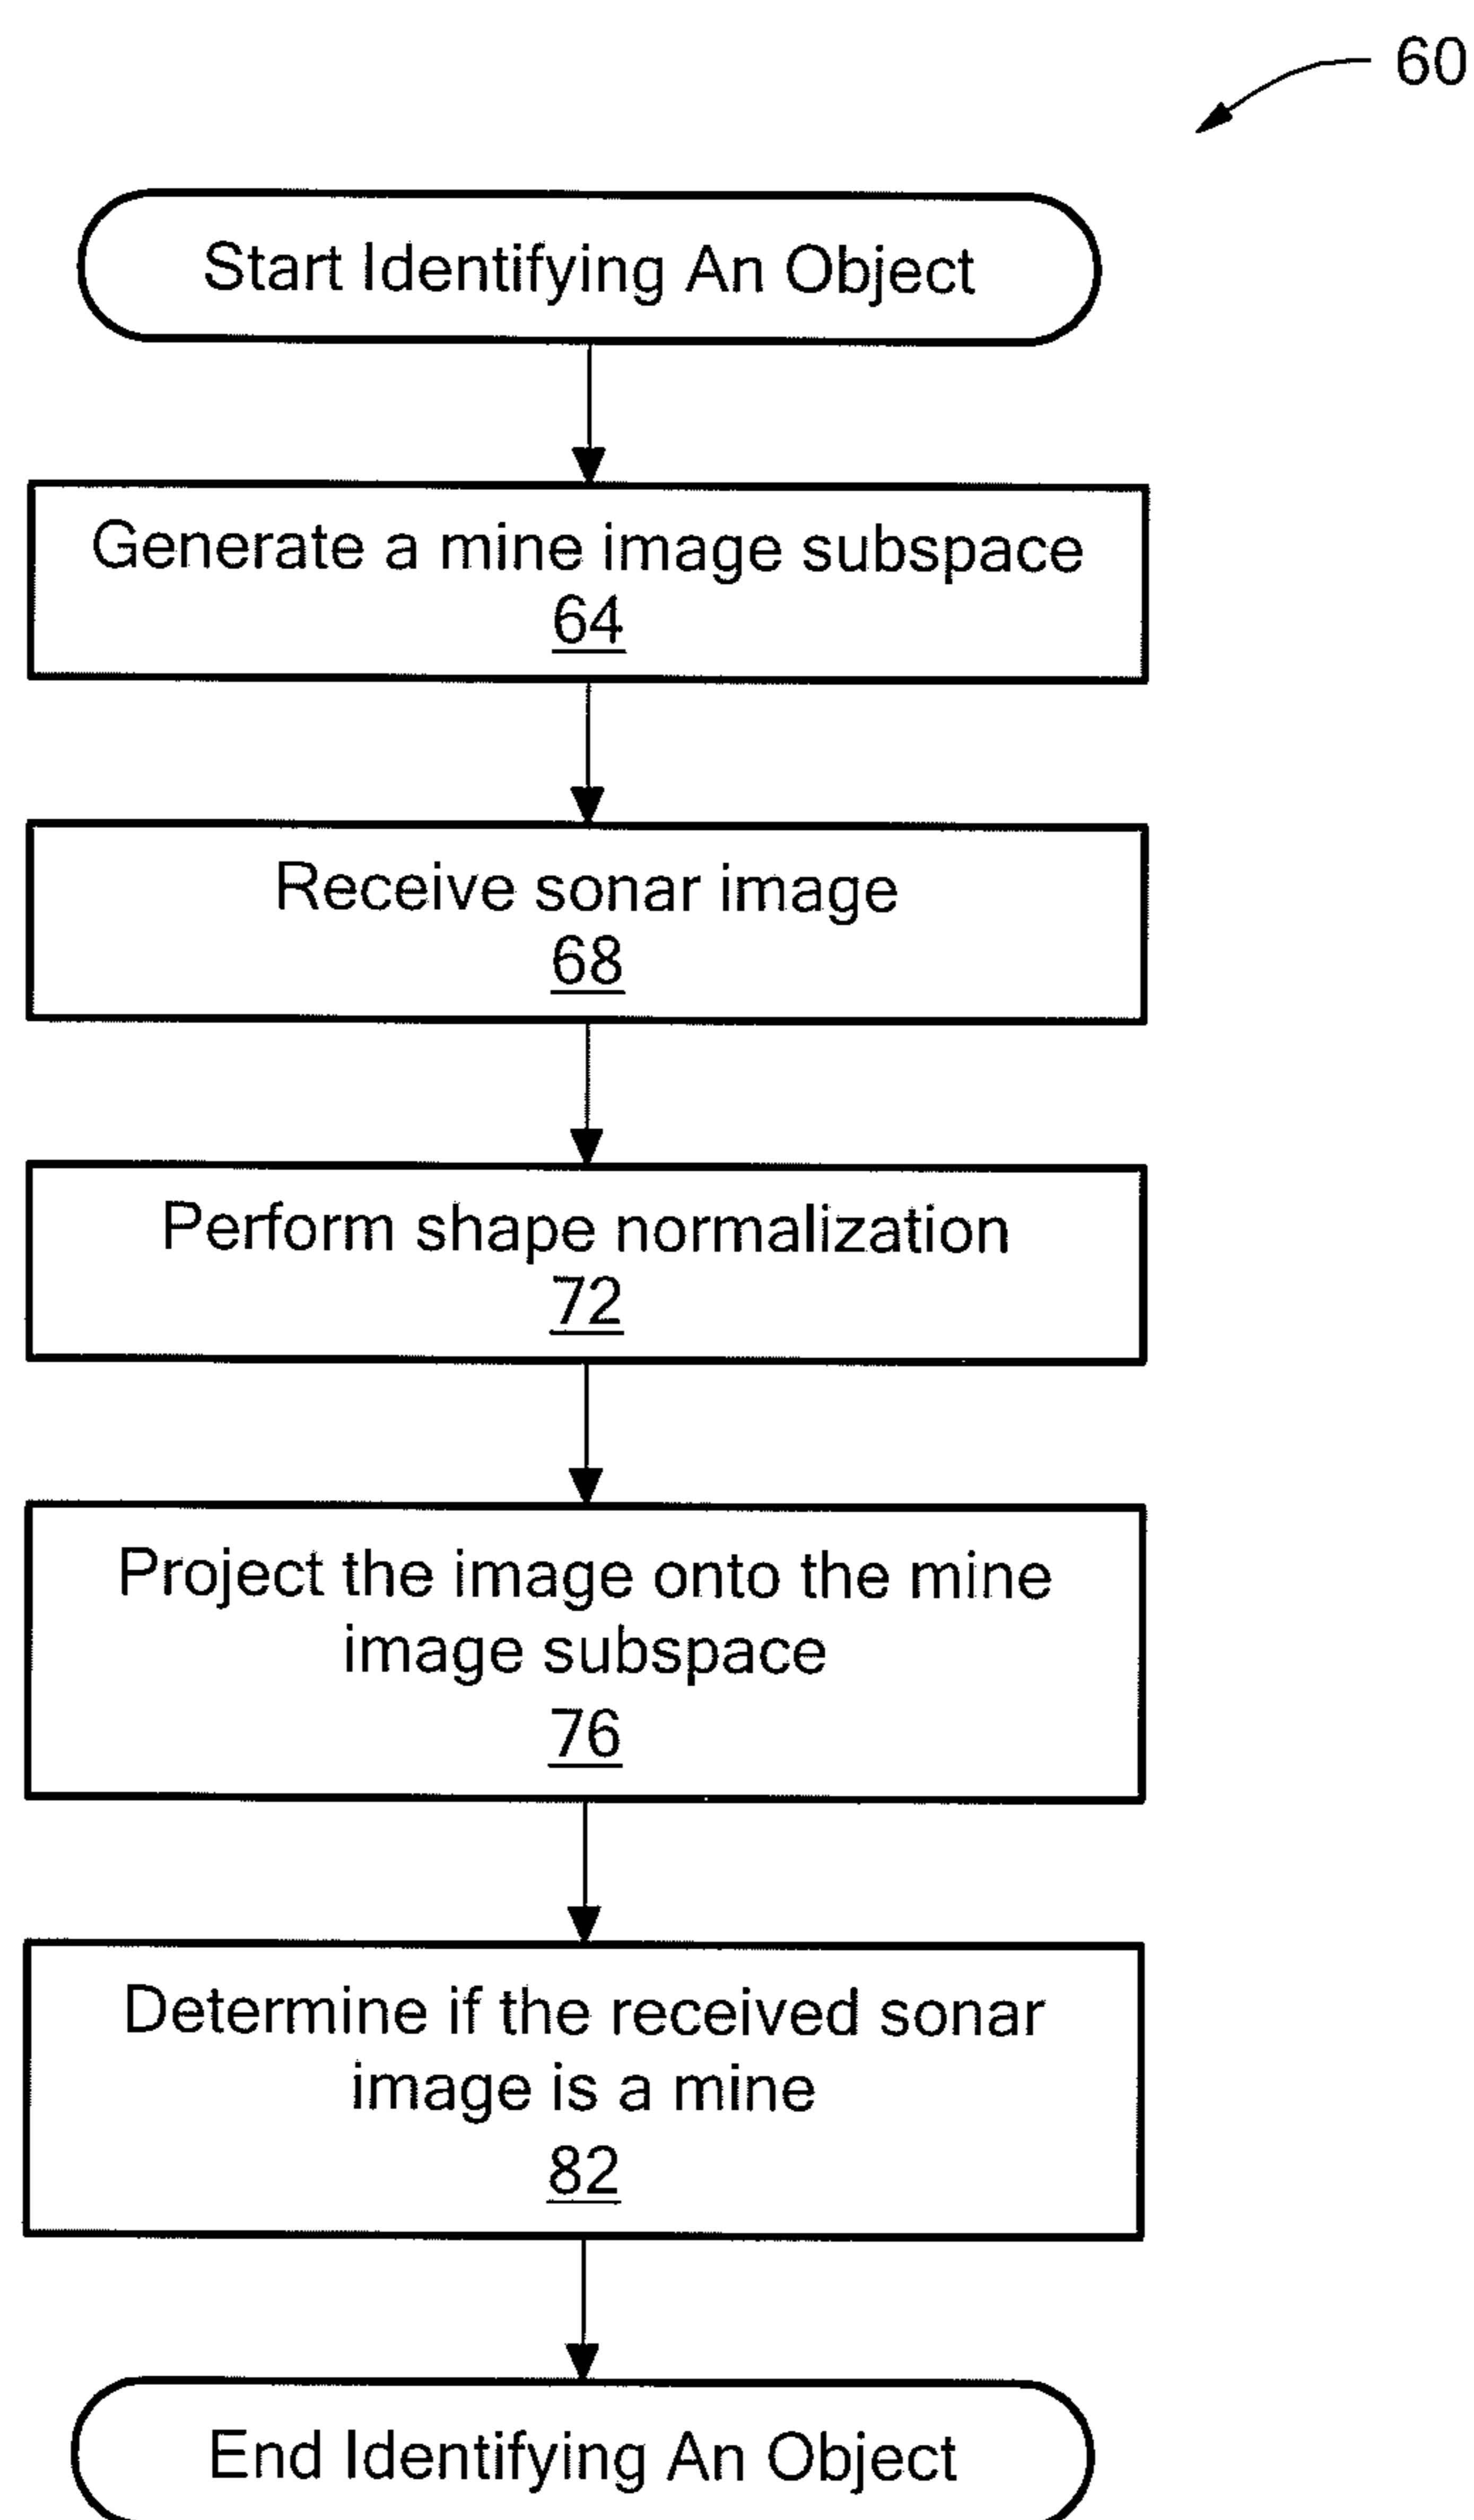 60
Start Identifying An Object
Generate a mine image subspace
64
Receive sonar image
68
Perform shape normalization
72
Project the image onto the mine
image subspace
76
Determine if the received sonar
image is a mine
82
End Identifying An Object